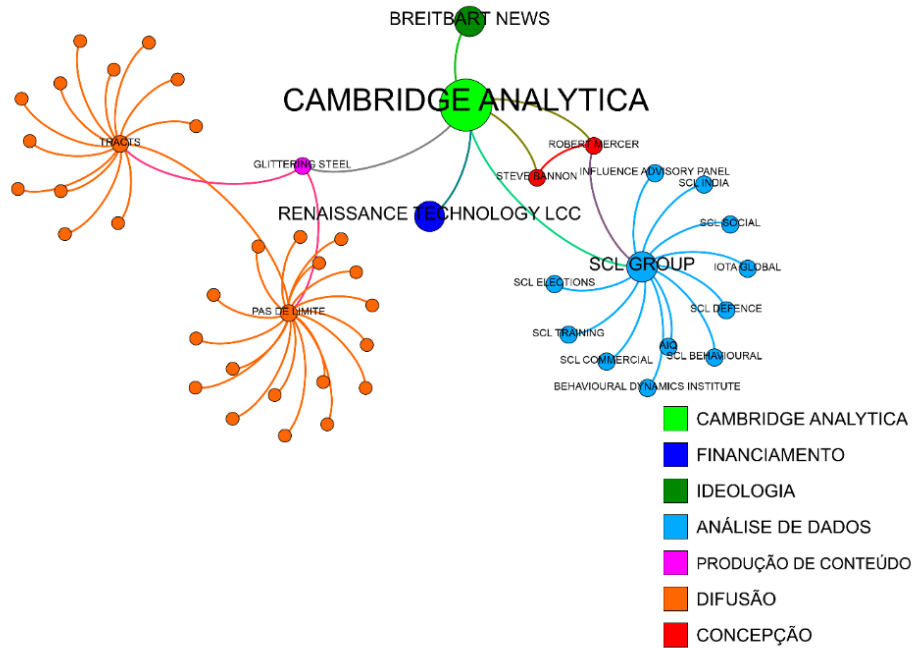 BREITBART NEWS
CAMBRIDGE ANALYTICA
TRACTS
GLITTERING STEEL
ROBERT MERCER
STEVE BANNON
INFLUENCE ADVISORY PANEL
SCL INDIA
RENAISSANCE TECHNOLOGY LCC
SCL SOCIAL
SCL GROUP
IOTA GLOBAL
SCL ELECTIONS
PAS DE LIMITE
SCL DEFENCE
SCL TRAINING
AIQ
SCL COMMERCIAL
SCL BEHAVIOURAL
BEHAVIOURAL DYNAMICS INSTITUTE
CAMBRIDGE ANALYTICA
FINANCIAMENTO
IDEOLOGIA
ANÁLISE DE DADOS
PRODUÇÃO DE CONTEÚDO
DIFUSÃO
CONCEPÇÃO